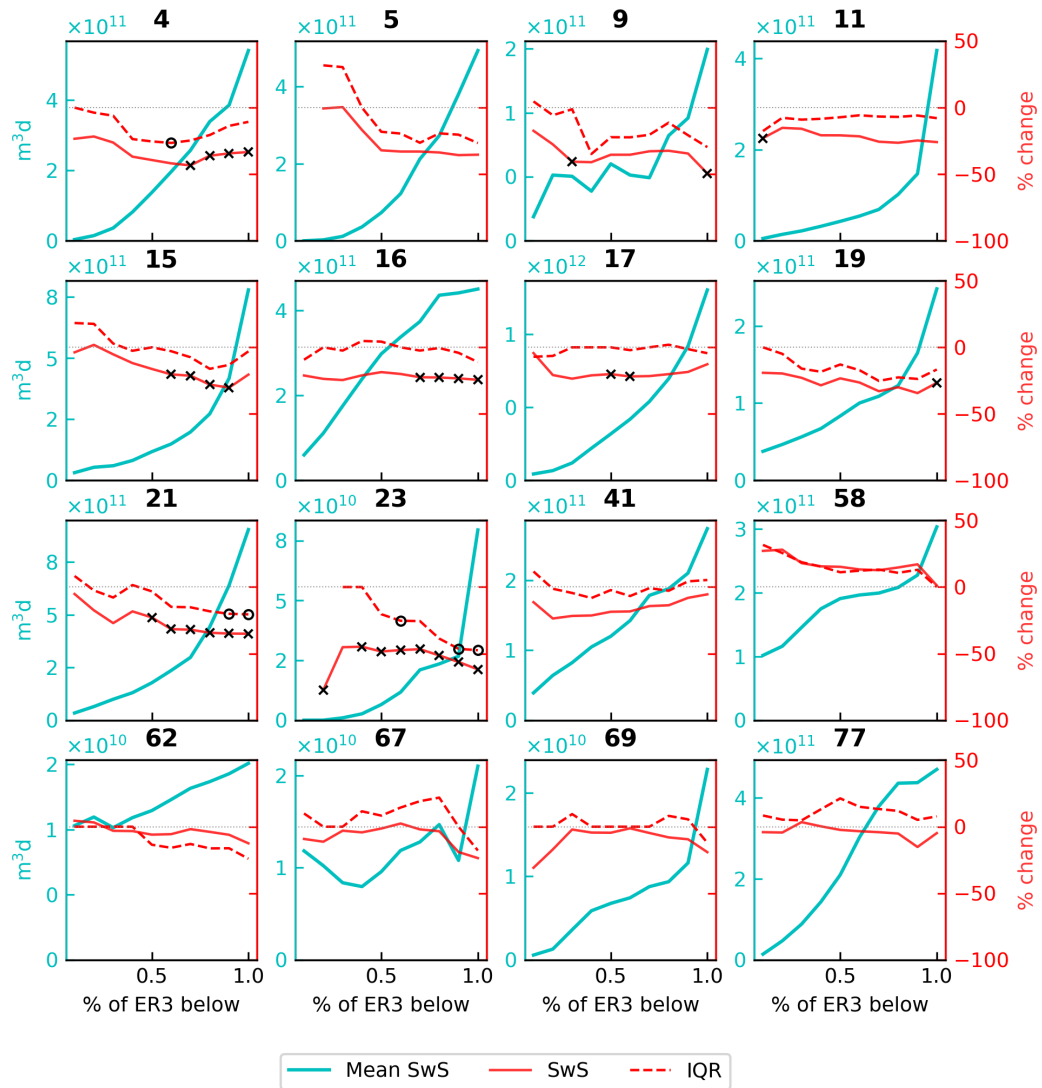 ×10¹¹ 4 5 ×10¹¹ 9 ×10¹¹ 11 50
4 2 0 m³d
4 2 0
2 1 0 0
4 2 0
0 −50 −100 % change
×10¹¹ 15 ×10¹¹ 16 ×10¹² 17 ×10¹¹ 19 50
8 5 2 0 m³d
4 2 0
1 0 0
2 1 0
0 −50 −100 % change
×10¹¹ 21 ×10¹⁰ 23 ×10¹¹ 41 ×10¹¹ 58 50
8 5 2 0 m³d
8 5 2 0
2 1 0
3 2 1 0
0 −50 −100 % change
×10¹⁰ 62 ×10¹⁰ 67 ×10¹⁰ 69 ×10¹¹ 77 50
2 1 0 0 m³d
2 1 0
2 1 0
4 2 0
0 −50 −100 % change
0.5 1.0 0.5 1.0 0.5 1.0 0.5 1.0
% of ER3 below % of ER3 below % of ER3 below % of ER3 below
Mean SwS SwS IQR